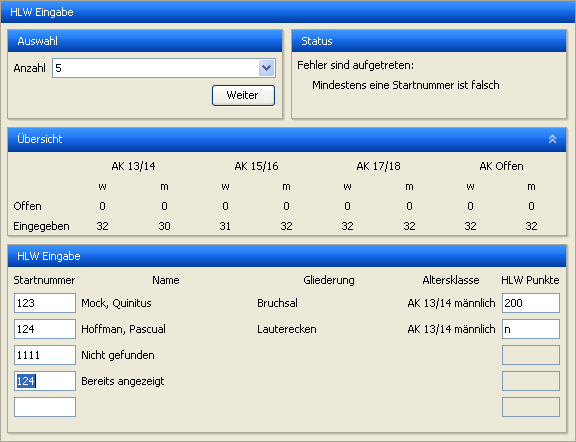 HLW Eingabe
Auswahl
Anzahl 5
Weiter
Status
Fehler sind aufgetreten:
Mindestens eine Startnummer ist falsch
Übersicht
AK 13/14 AK 15/16 AK 17/18 AK Offen
w m w m w m w m
Offen 0 0 0 0 0 0 0 0
Eingegeben 32 30 31 32 32 32 32 32
HLW Eingabe
Startnummer Name Gliederung Altersklasse HLW Punkte
123 Mock, Quinitus Bruchsal AK 13/14 männlich 200
124 Hoffman, Pascual Lauterecken AK 13/14 männlich n
1111 Nicht gefunden
124 Bereits angezeigt